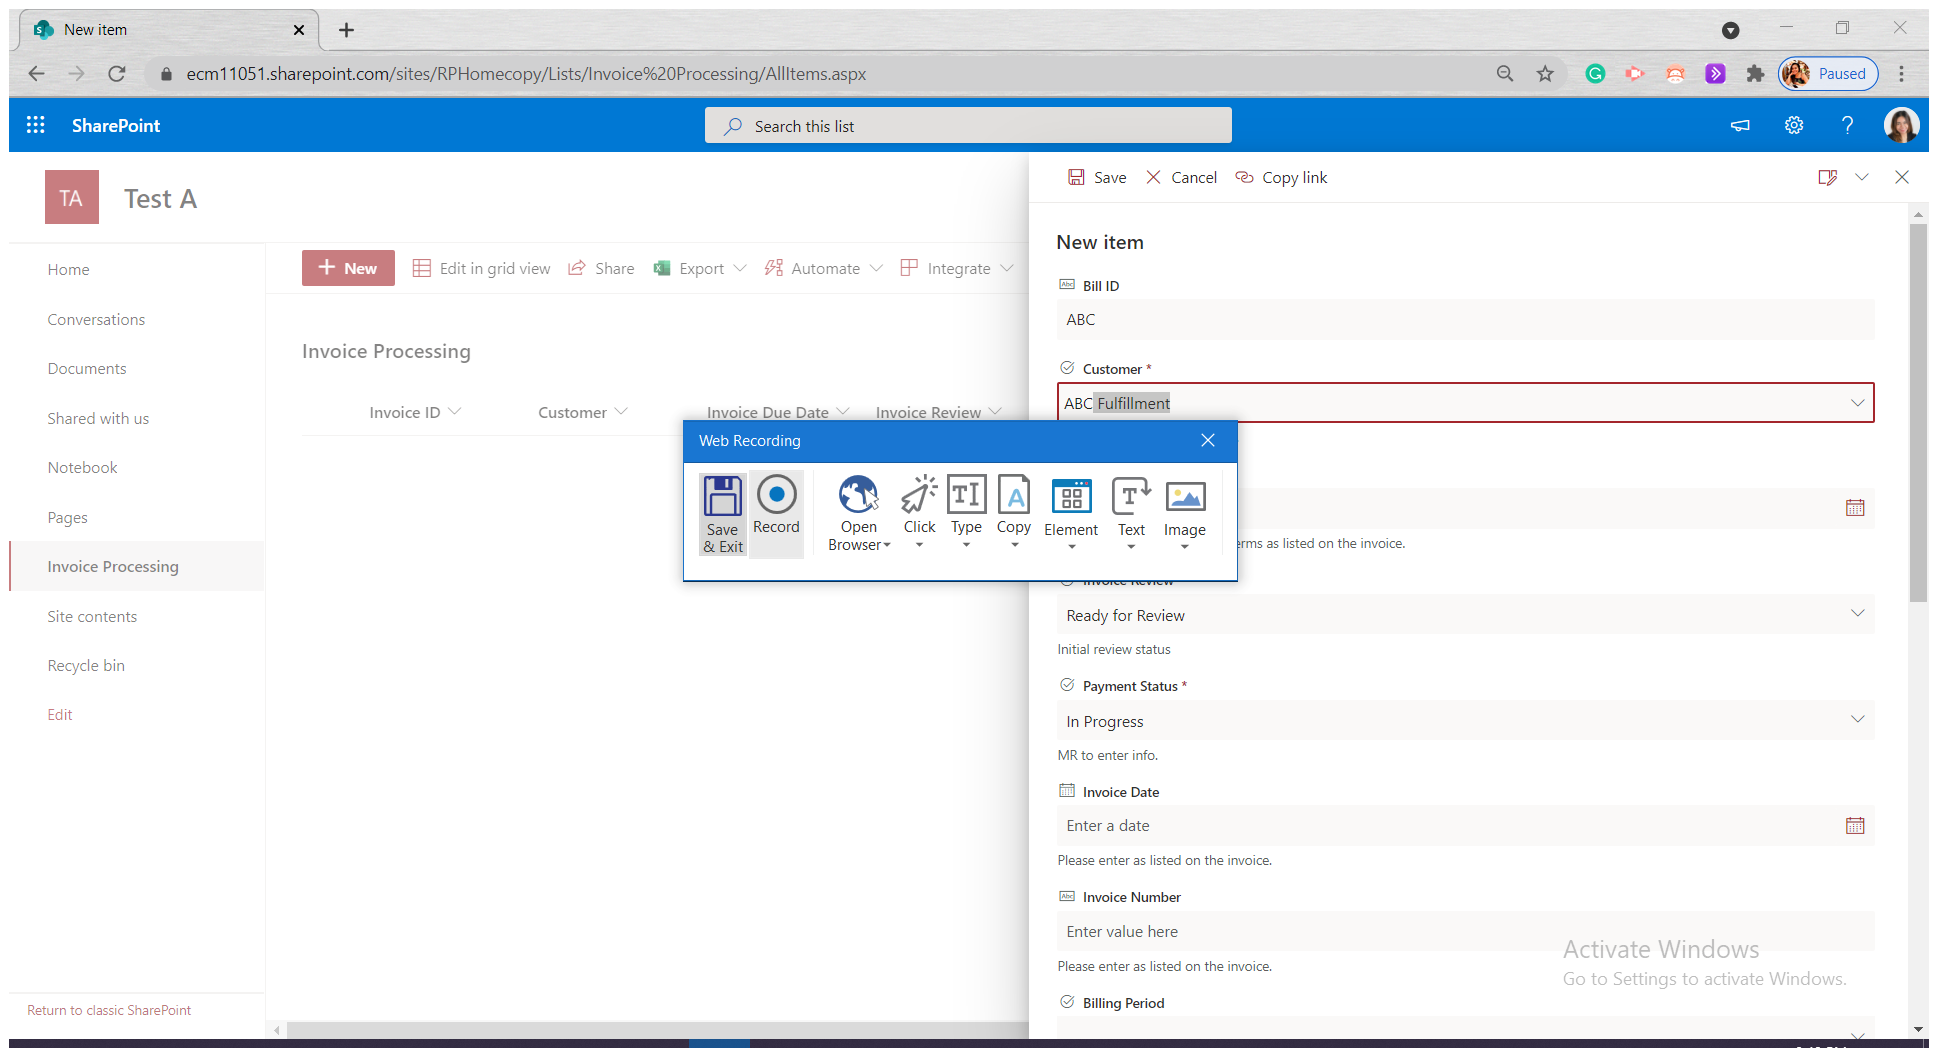 New item
ecm11051.sharepoint.com/sites/RPHomecopy/Lists/Invoice%20Processing/AllItems.aspx
Paused
SharePoint
Search this list
TA
Test A
Home
Conversations
Documents
Shared with us
Notebook
Pages
Invoice Processing
Site contents
Recycle bin
Edit
Return to classic SharePoint
New Edit in grid view Share Export Automate Integrate
Invoice Processing
Invoice ID Customer Invoice Due Date Invoice Review
Web Recording
Save & Exit
Record
Open Browser
Click
Type
Copy
Element
Text
Image
Save Cancel Copy link
New item
Abc Bill ID
ABC
Customer *
ABC Fulfillment
as listed on the invoice.
Invoice Review
Ready for Review
Initial review status
Payment Status *
In Progress
MR to enter info.
Invoice Date
Enter a date
Please enter as listed on the invoice.
Abc Invoice Number
Enter value here
Please enter as listed on the invoice.
Billing Period
Activate Windows
Go to Settings to activate Windows.